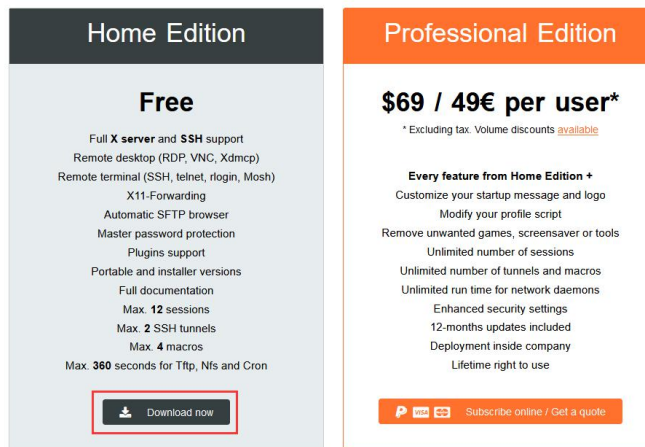 Home Edition
Free
Full X server and SSH support
Remote desktop (RDP, VNC, Xdmcp)
Remote terminal (SSH, telnet, rlogin, Mosh)
X11-Forwarding
Automatic SFTP browser
Master password protection
Plugins support
Portable and installer versions
Full documentation
Max. 12 sessions
Max. 2 SSH tunnels
Max. 4 macros
Max. 360 seconds for Tftp, Nfs and Cron
Download now
Professional Edition
$69 / 49€ per user*
* Excluding tax. Volume discounts available
Every feature from Home Edition +
Customize your startup message and logo
Modify your profile script
Remove unwanted games, screensaver or tools
Unlimited number of sessions
Unlimited number of tunnels and macros
Unlimited run time for network daemons
Enhanced security settings
12-months updates included
Deployment inside company
Lifetime right to use
VISA Subscribe online / Get a quote